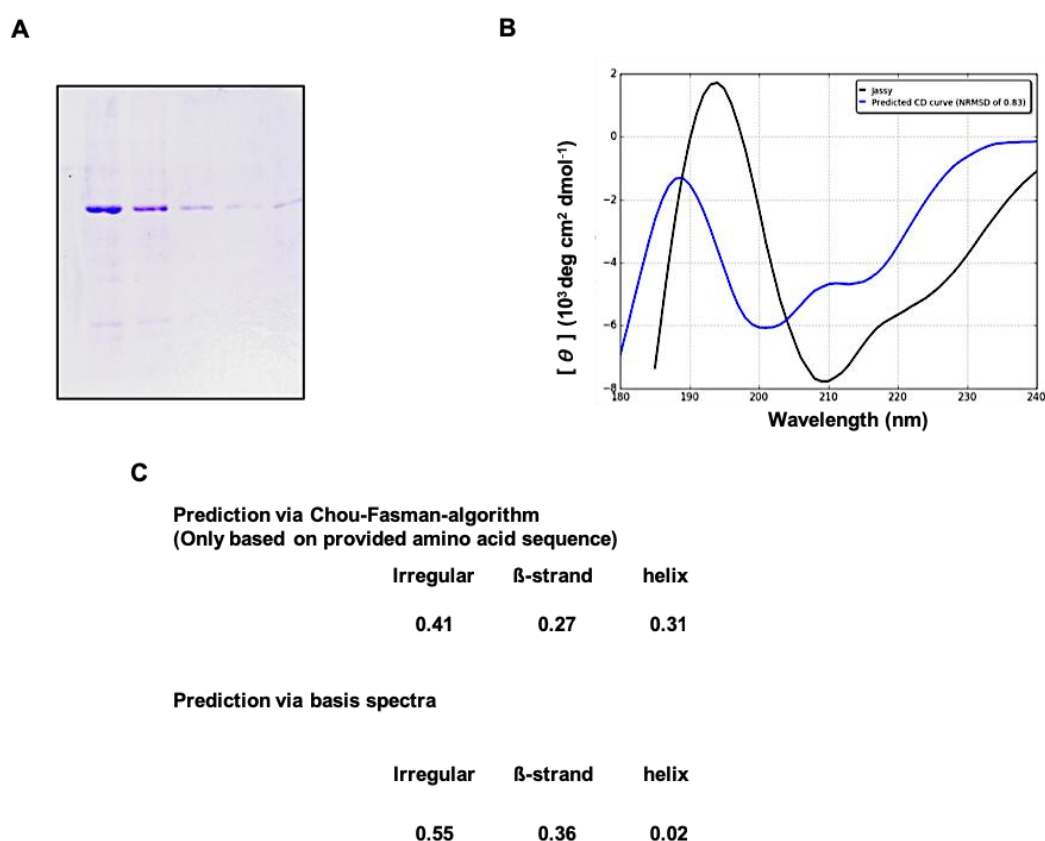 A
B
2
0
−2
−4
−6
−8
[ θ ] (10³ deg cm² dmol⁻¹)
Jassy
Predicted CD curve (NRMSD of 0.83)
180 190 200 210 220 230 240
Wavelength (nm)
C
Prediction via Chou-Fasman-algorithm
(Only based on provided amino acid sequence)
Irregular ß-strand helix
0.41 0.27 0.31
Prediction via basis spectra
Irregular ß-strand helix
0.55 0.36 0.02